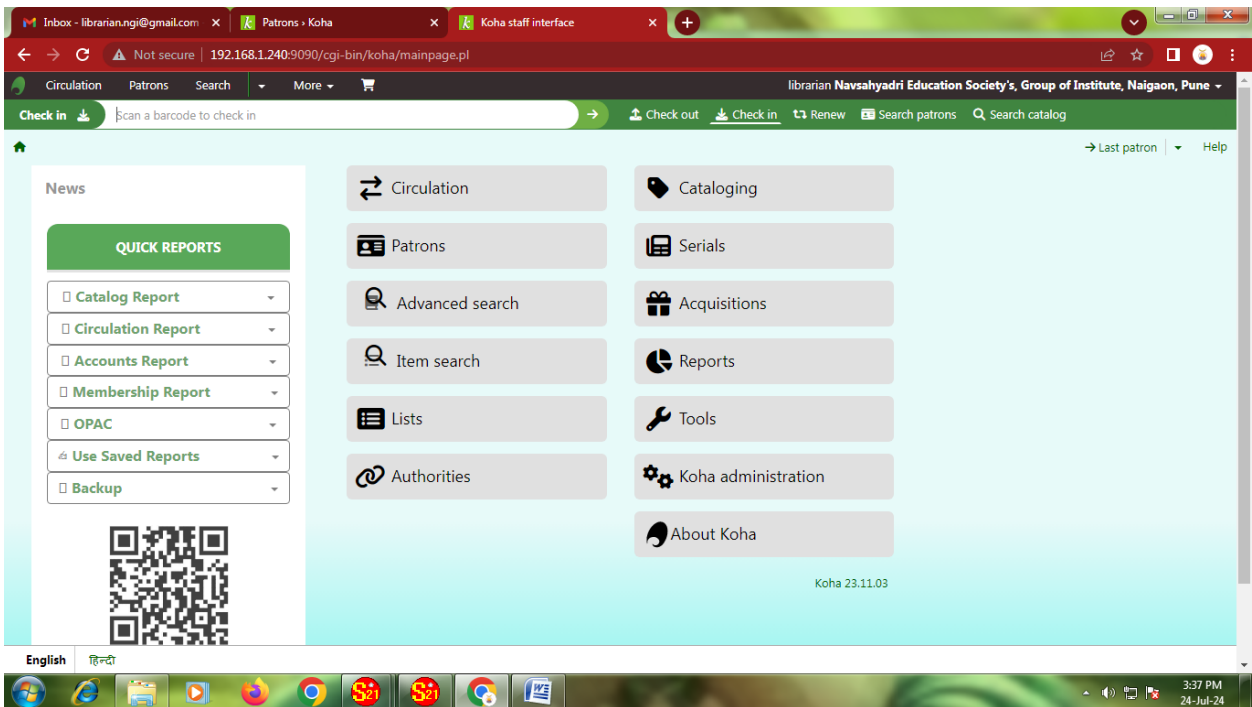 Inbox - librarian.ngi@gmail.com
Patrons › Koha
Koha staff interface
Not secure | 192.168.1.240:9090/cgi-bin/koha/mainpage.pl
Circulation Patrons Search More
librarian Navsahyadri Education Society's, Group of Institute, Naigaon, Pune
Check in Scan a barcode to check in
Check out Check in Renew Search patrons Search catalog
Last patron Help
News
QUICK REPORTS
Catalog Report
Circulation Report
Accounts Report
Membership Report
OPAC
Use Saved Reports
Backup
Circulation
Patrons
Advanced search
Item search
Lists
Authorities
Cataloging
Serials
Acquisitions
Reports
Tools
Koha administration
About Koha
Koha 23.11.03
English हिन्दी
S21 S21
3:37 PM
24-Jul-24